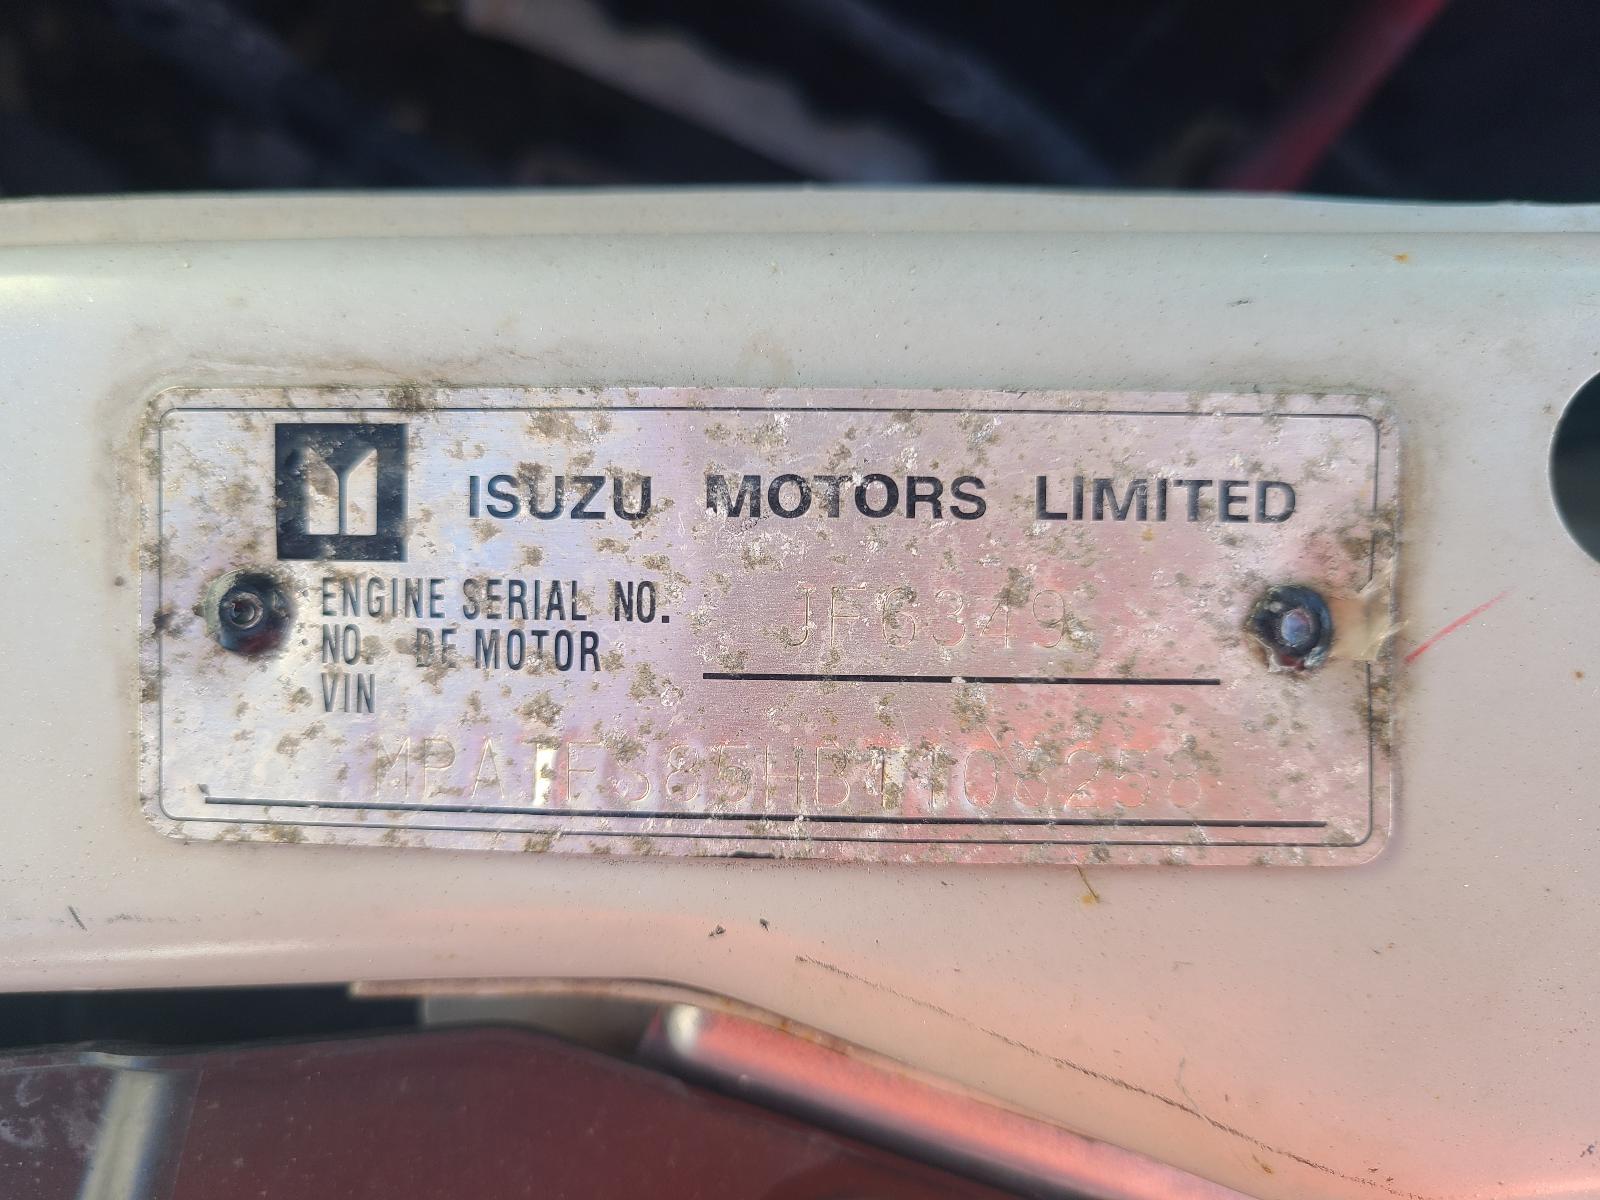 ISUZU MOTORS LIMITED
ENGINE SERIAL NO.
NO. DE MOTOR
JF6349
VIN
MPATFS85HBT108258